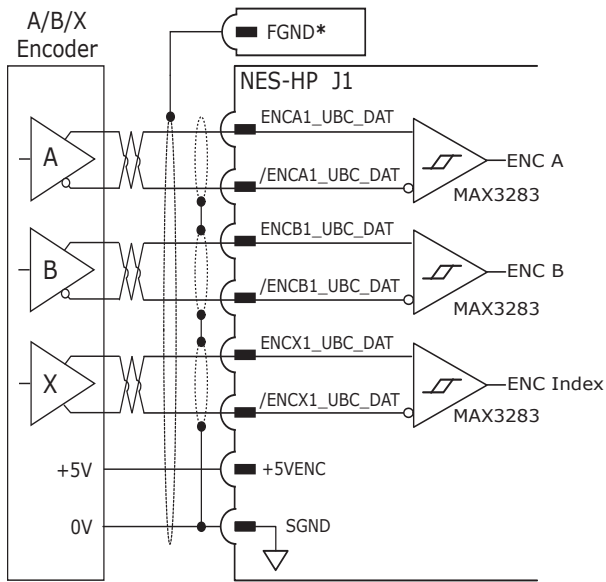 A/B/X
Encoder
FGND*
NES-HP J1
ENCA1_UBC_DAT
A
ENC A
/ENCA1_UBC_DAT
MAX3283
ENCB1_UBC_DAT
B
ENC B
/ENCB1_UBC_DAT
MAX3283
ENCX1_UBC_DAT
X
ENC Index
/ENCX1_UBC_DAT
MAX3283
+5V
+5VENC
0V
SGND